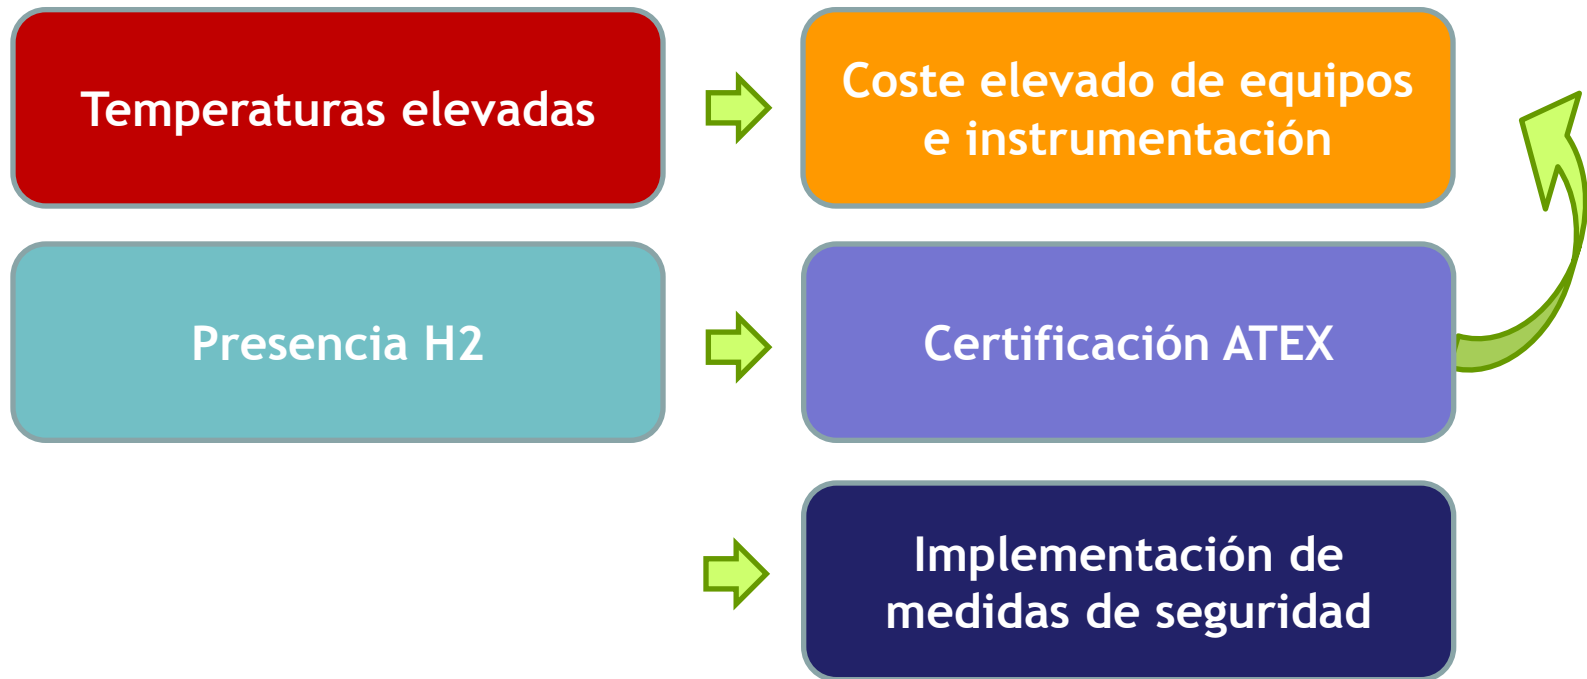 Temperaturas elevadas
Coste elevado de equipos
e instrumentación
Presencia H2
Certificación ATEX
Implementación de
medidas de seguridad